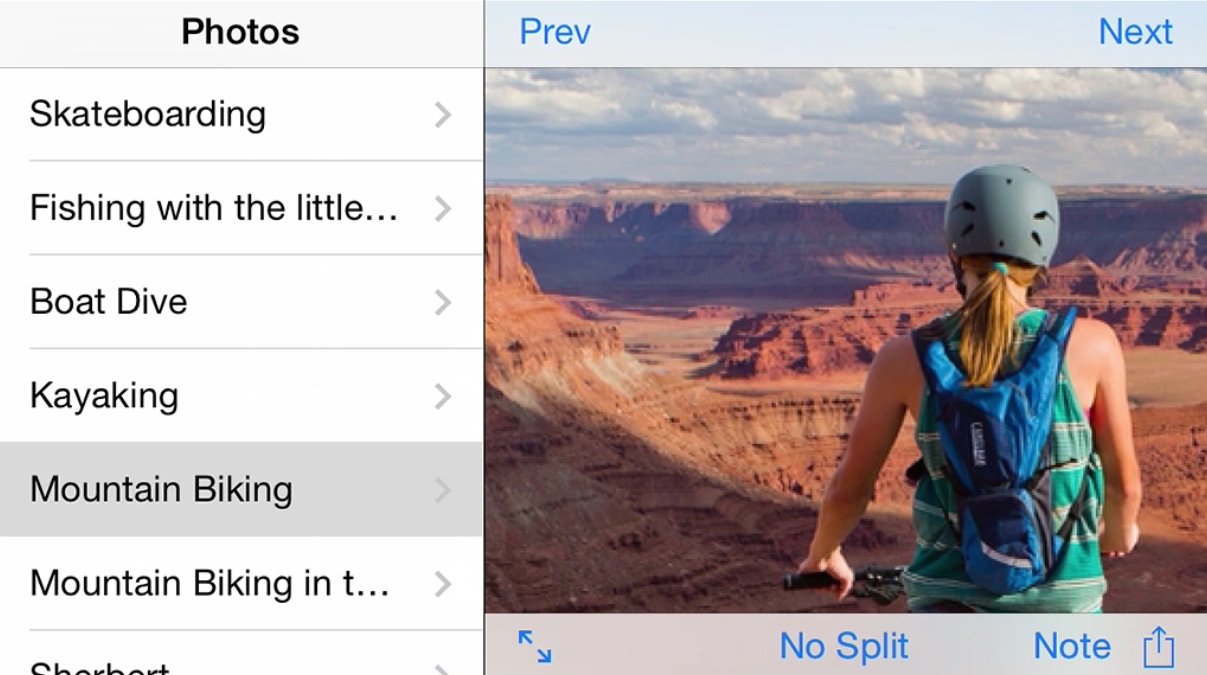 Photos
Skateboarding
Fishing with the little…
Boat Dive
Kayaking
Mountain Biking
Mountain Biking in t…
Sherbert
Prev
Next
CAMELBAK
No Split
Note